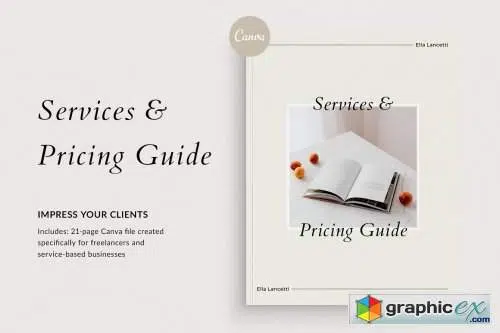 Canva
Ella Lancetti
Services &
Pricing Guide
IMPRESS YOUR CLIENTS
Includes: 21-page Canva file created
specifically for freelancers and
service-based businesses
Services &
Pricing Guide
Ella Lancetti
graphicex
.com